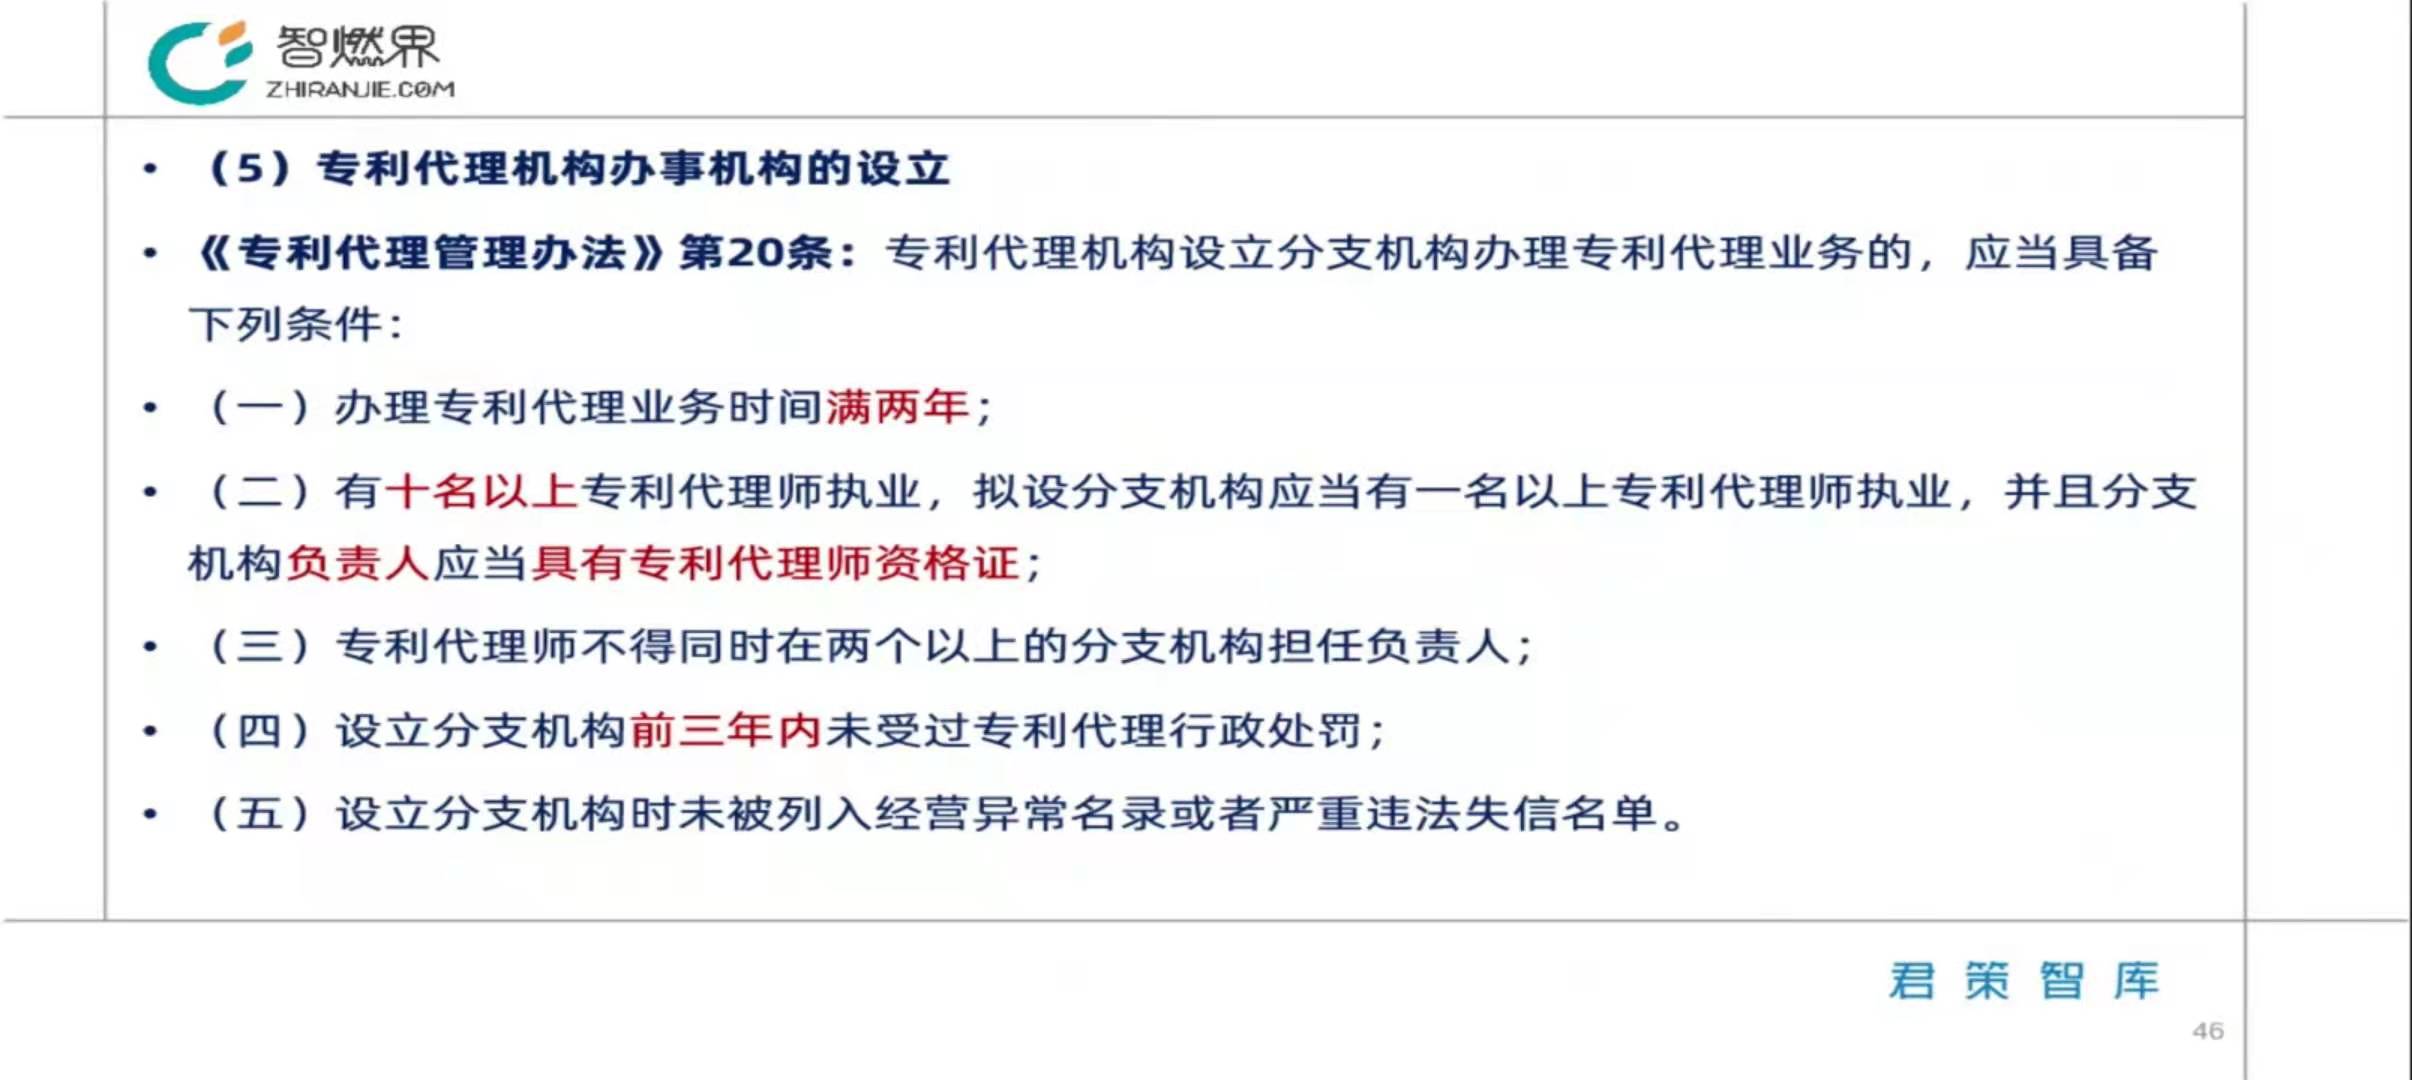 智燃界
ZHIRANJIE.COM
• （5）专利代理机构办事机构的设立
• 《专利代理管理办法》第20条：专利代理机构设立分支机构办理专利代理业务的，应当具备
下列条件：
• （一）办理专利代理业务时间满两年；
• （二）有十名以上专利代理师执业，拟设分支机构应当有一名以上专利代理师执业，并且分支
机构负责人应当具有专利代理师资格证；
• （三）专利代理师不得同时在两个以上的分支机构担任负责人；
• （四）设立分支机构前三年内未受过专利代理行政处罚；
• （五）设立分支机构时未被列入经营异常名录或者严重违法失信名单。
君策智库
46